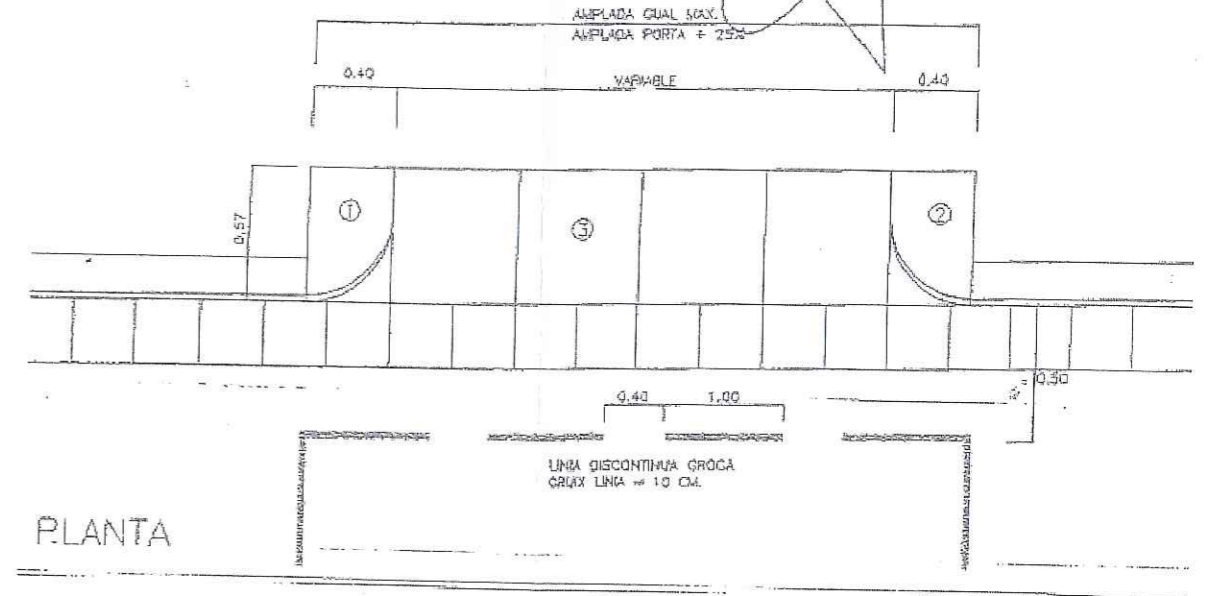 AMPLADA GUAL MAX.
AMPLADA PORTA + 25%
0,40
VARIABLE
0,40
0,57
1
3
2
0,50
0,40
1,00
LINIA DISCONTINUA GROGA
GRUIX LINIA = 10 CM.
PLANTA